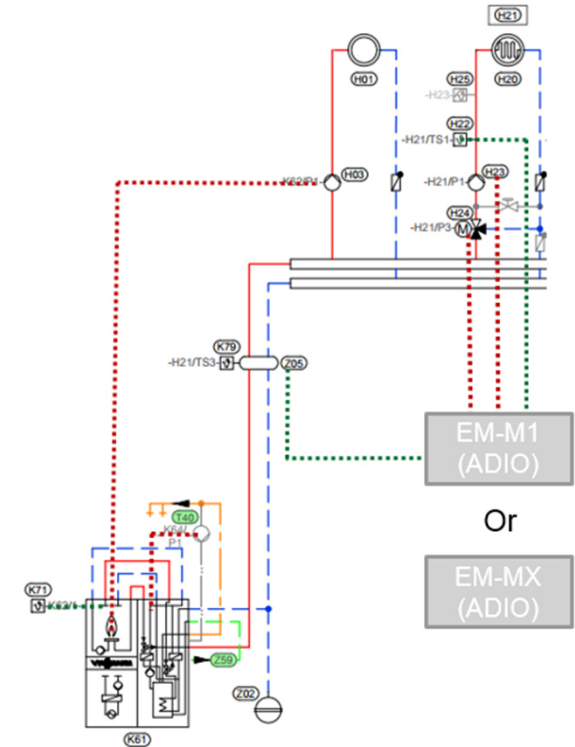 H21
H01
H25
H20
-H23-
H22
-H21/TS1-
K62/P1-
H03
-H21/P1-
H23
H24
-H21/P3-
M
K79
-H21/TS3-
Z05
EM-M1
(ADIO)
Or
EM-MX
(ADIO)
T40
K64/
P1
K71
Z59
Z02
K61